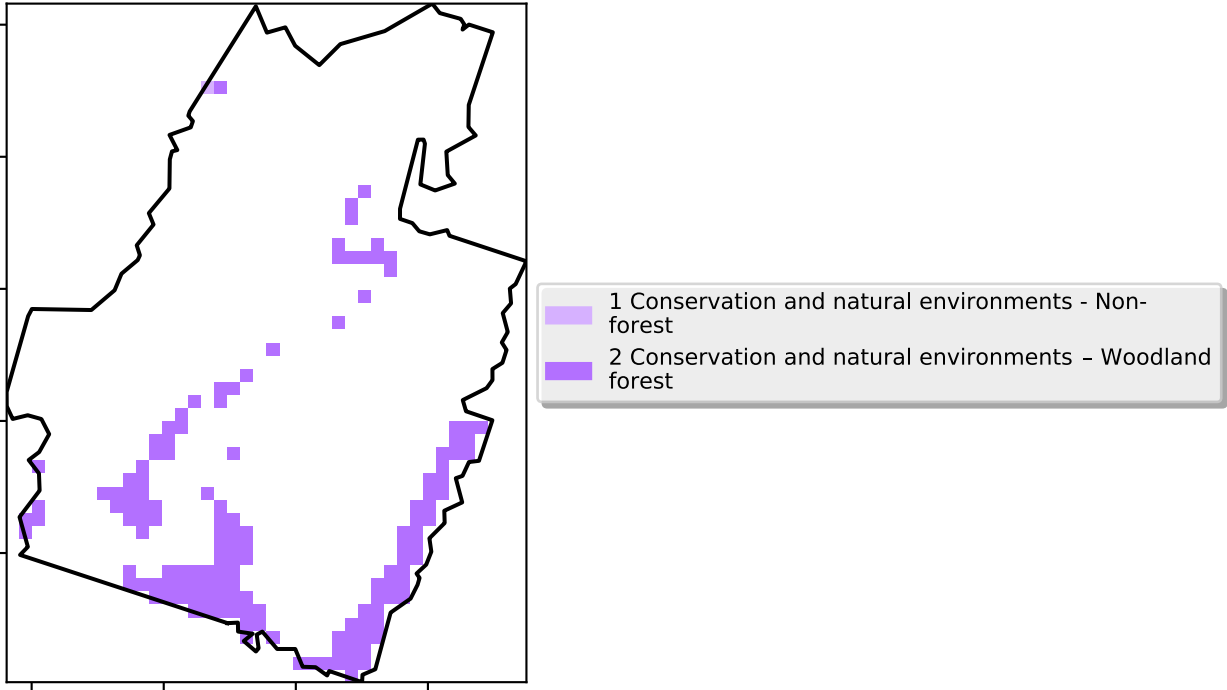 1 Conservation and natural environments - Non-
forest
2 Conservation and natural environments – Woodland
forest